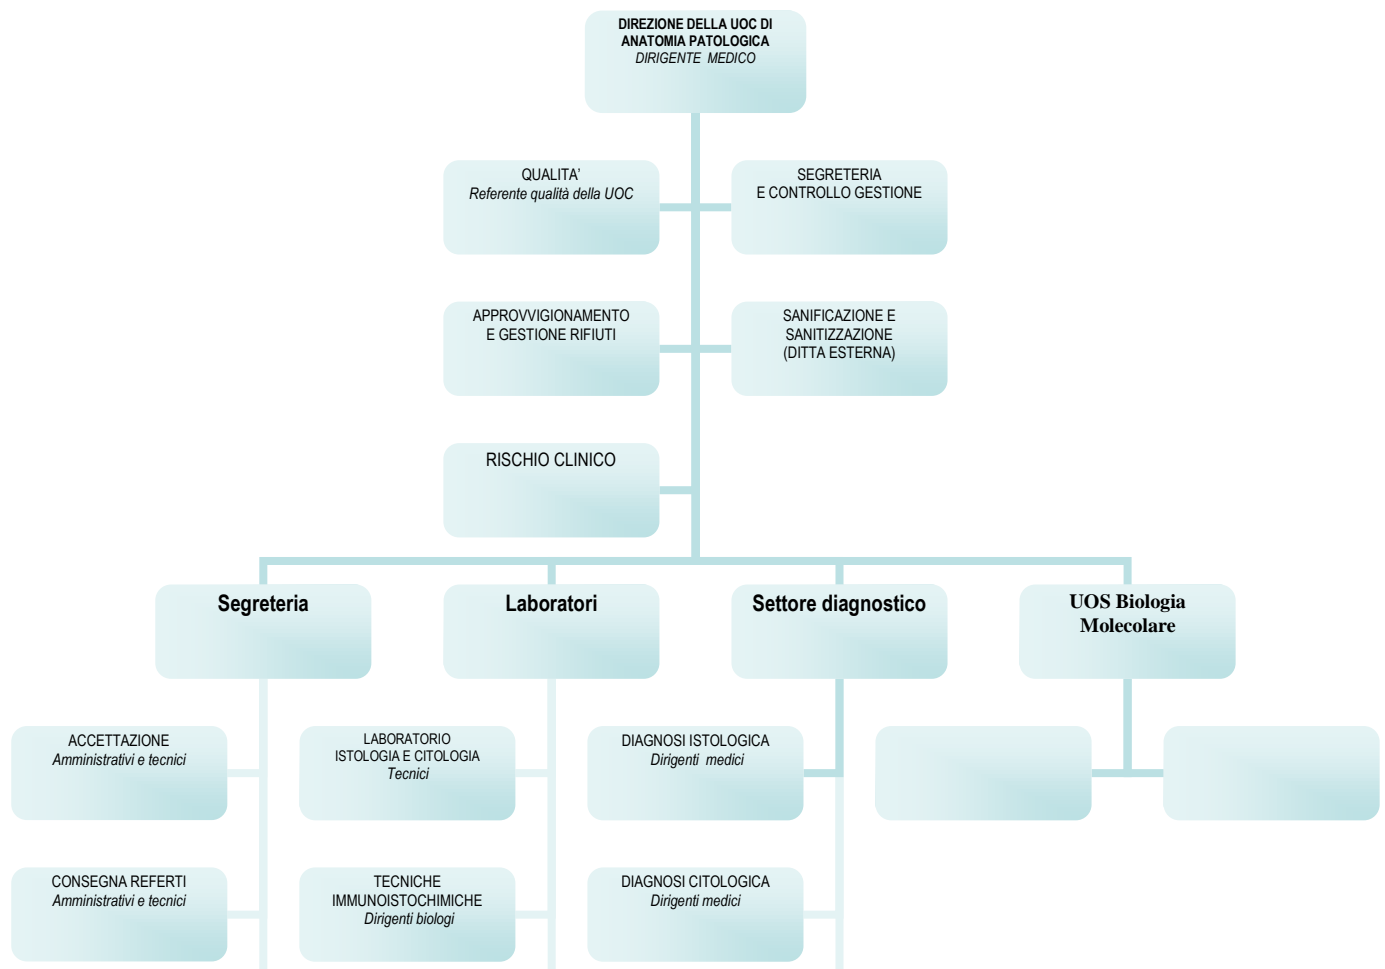 DIREZIONE DELLA UOC DI
ANATOMIA PATOLOGICA
DIRIGENTE MEDICO
QUALITA'
Referente qualità della UOC
SEGRETERIA
E CONTROLLO GESTIONE
APPROVVIGIONAMENTO
E GESTIONE RIFIUTI
SANIFICAZIONE E
SANITIZZAZIONE
(DITTA ESTERNA)
RISCHIO CLINICO
Segreteria
Laboratori
Settore diagnostico
UOS Biologia
Molecolare
ACCETTAZIONE
Amministrativi e tecnici
LABORATORIO
ISTOLOGIA E CITOLOGIA
Tecnici
DIAGNOSI ISTOLOGICA
Dirigenti medici
CONSEGNA REFERTI
Amministrativi e tecnici
TECNICHE
IMMUNOISTOCHIMICHE
Dirigenti biologi
DIAGNOSI CITOLOGICA
Dirigenti medici